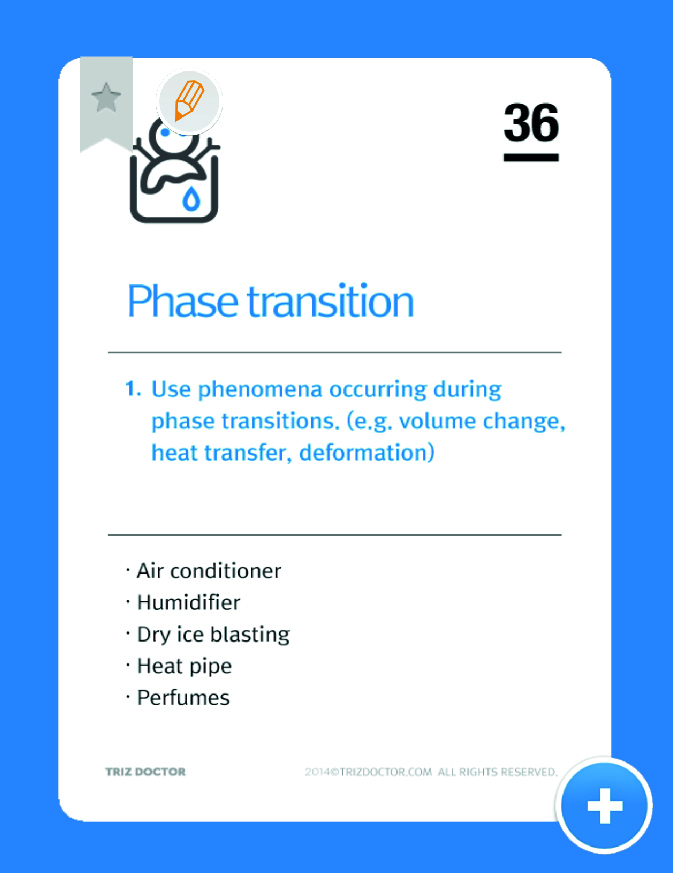 36
Phase transition
1. Use phenomena occurring during
phase transitions. (e.g. volume change,
heat transfer, deformation)
· Air conditioner
· Humidifier
· Dry ice blasting
· Heat pipe
· Perfumes
TRIZ DOCTOR 2014©TRIZDOCTOR.COM ALL RIGHTS RESERVED.